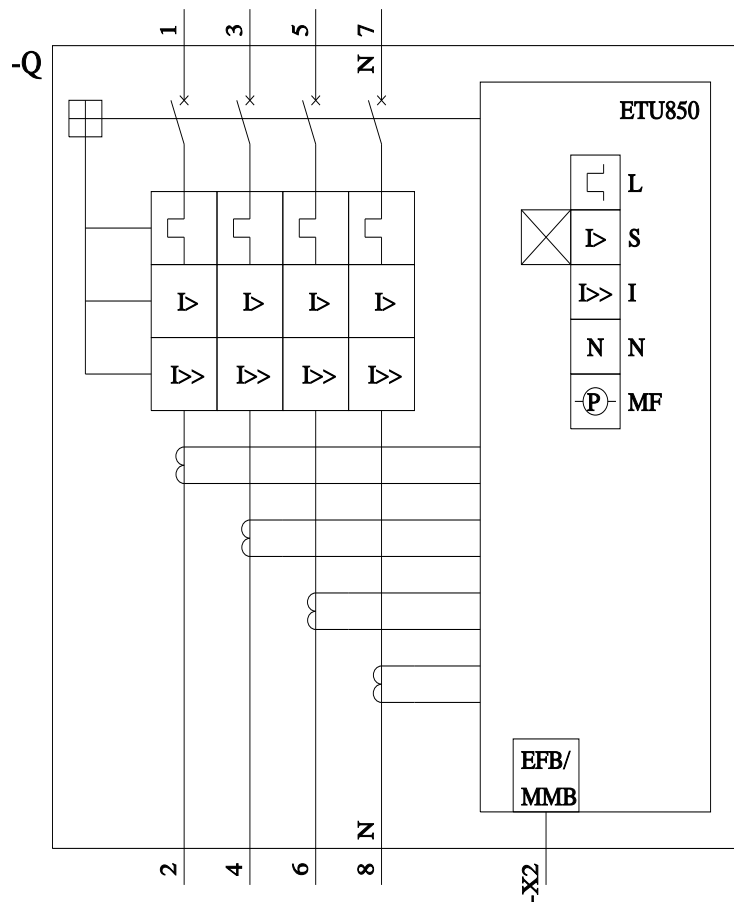 1 3 5 7
-Q
N
ETU850
L
I> S
I> I> I> I>
I>> I
I>> I>> I>> I>>
N N
P MF
EFB/
MMB
N
2 4 6 8
-X2